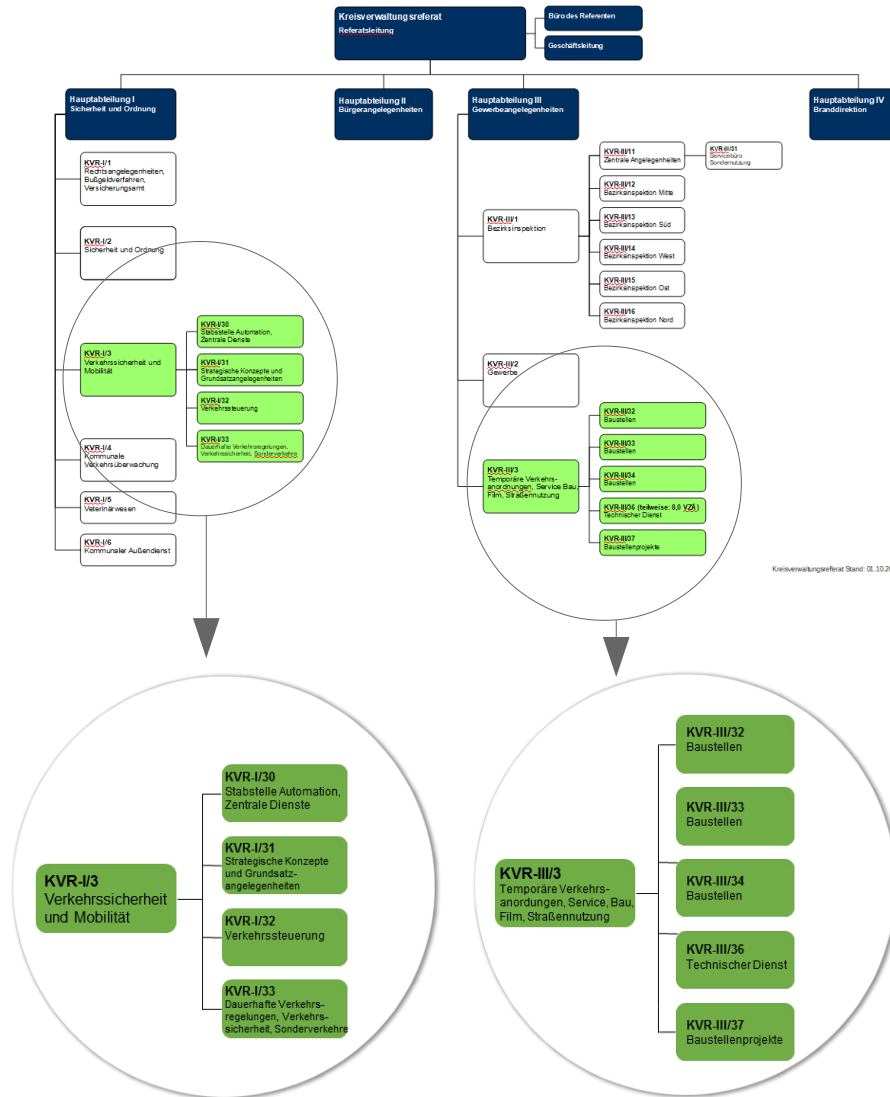 Kreisverwaltungsreferat
Referatsleitung
Büro des Referenten
Geschäftsleitung
Hauptabteilung I
Sicherheit und Ordnung
Hauptabteilung II
Bürgerangelegenheiten
Hauptabteilung III
Gewerbeangelegenheiten
Hauptabteilung IV
Branddirektion
KVR-I/1
Rechtsangelegenheiten,
Bußgeldverfahren,
Versicherungsamt
KVR-I/2
Sicherheit und Ordnung
KVR-I/3
Verkehrssicherheit und
Mobilität
KVR-I/30
Stabstelle Automation,
Zentrale Dienste
KVR-I/31
Strategische Konzepte und
Grundsatzangelegenheiten
KVR-I/32
Verkehrssteuerung
KVR-I/33
Dauerhafte Verkehrsregelungen,
Verkehrssicherheit, Sonderverkehre
KVR-I/4
Kommunale
Verkehrsüberwachung
KVR-I/5
Veterinärwesen
KVR-I/6
Kommunaler Außendienst
KVR-III/1
Bezirksinspektion
KVR-III/11
Zentrale Angelegenheiten
KVR-III/31
Servicebüro
Sondernutzung
KVR-III/12
Bezirksinspektion Mitte
KVR-III/13
Bezirksinspektion Süd
KVR-III/14
Bezirksinspektion West
KVR-III/15
Bezirksinspektion Ost
KVR-III/16
Bezirksinspektion Nord
KVR-III/2
Gewerbe
KVR-III/3
Temporäre Verkehrs-
anordnungen, Service Bau,
Film, Straßennutzung
KVR-III/32
Baustellen
KVR-III/33
Baustellen
KVR-III/34
Baustellen
KVR-III/36 (teilweise: 8,0 VZÄ)
Technischer Dienst
KVR-III/37
Baustellenprojekte
Kreisverwaltungsreferat Stand: 01.10.20
KVR-I/3
Verkehrssicherheit
und Mobilität
KVR-I/30
Stabstelle Automation,
Zentrale Dienste
KVR-I/31
Strategische Konzepte
und Grundsatz-
angelegenheiten
KVR-I/32
Verkehrssteuerung
KVR-I/33
Dauerhafte Verkehrs-
regelungen, Verkehrs-
sicherheit, Sonderverkehre
KVR-III/3
Temporäre Verkehrs-
anordnungen, Service, Bau,
Film, Straßennutzung
KVR-III/32
Baustellen
KVR-III/33
Baustellen
KVR-III/34
Baustellen
KVR-III/36
Technischer Dienst
KVR-III/37
Baustellenprojekte